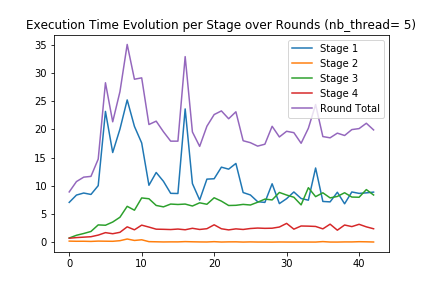 Execution Time Evolution per Stage over Rounds (nb_thread= 5)
35
30
25
20
15
10
5
0
0
10
20
30
40
Stage 1
Stage 2
Stage 3
Stage 4
Round Total